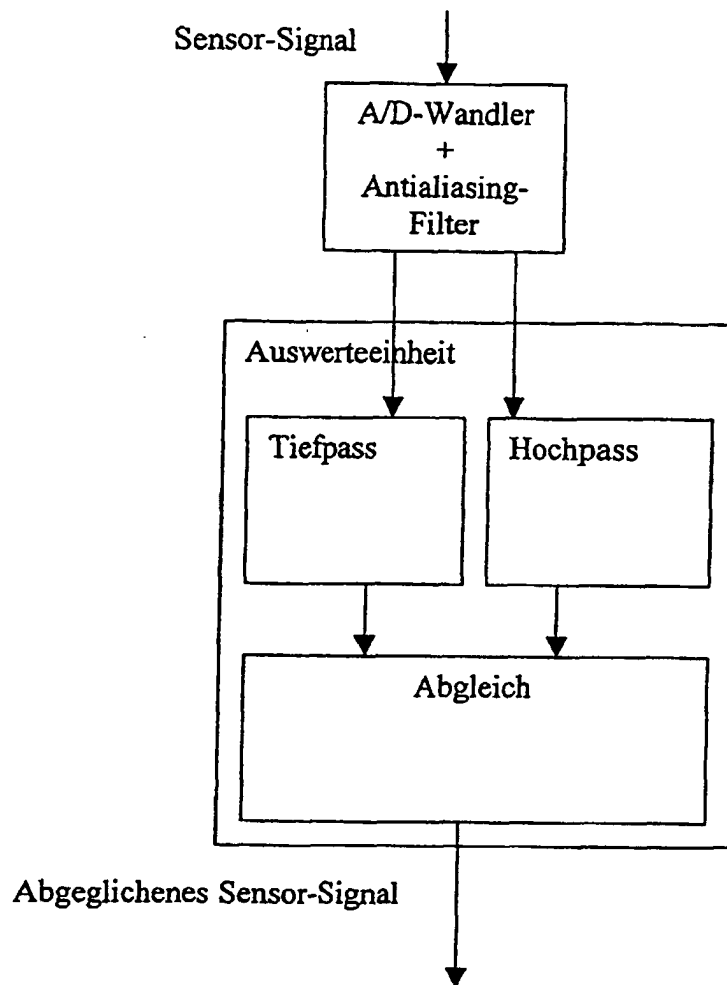 Sensor-Signal
A/D-Wandler
+
Antialiasing-
Filter
Auswerteeinheit
Tiefpass
Hochpass
Abgleich
Abgeglichenes Sensor-Signal